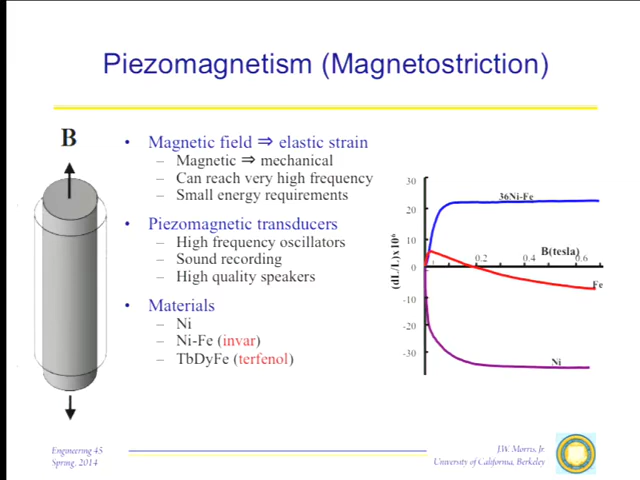 Piezomagnetism (Magnetostriction)
B
• Magnetic field ⇒ elastic strain
– Magnetic ⇒ mechanical
– Can reach very high frequency
– Small energy requirements
• Piezomagnetic transducers
– High frequency oscillators
– Sound recording
– High quality speakers
• Materials
– Ni
– Ni-Fe (invar)
– TbDyFe (terfenol)
(dL/L)x10⁶
30
20
10
0
-10
-20
-30
36Ni-Fe
B(tesla)
0.2
0.4
0.6
Fe
Ni
Engineering 45
Spring, 2014
J.W. Morris, Jr.
University of California, Berkeley